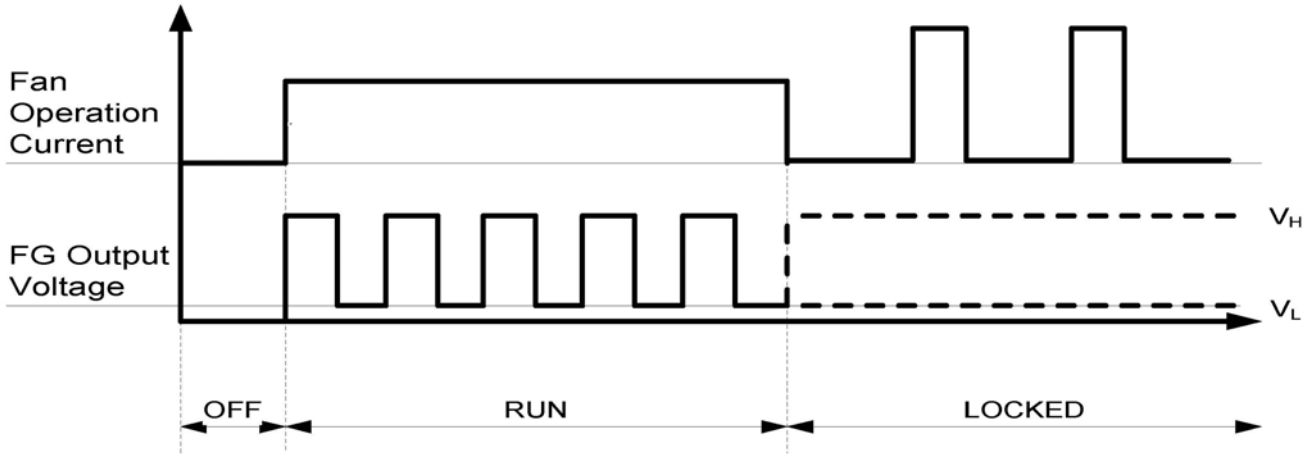 Fan
Operation
Current
FG Output
Voltage
VH
VL
OFF
RUN
LOCKED